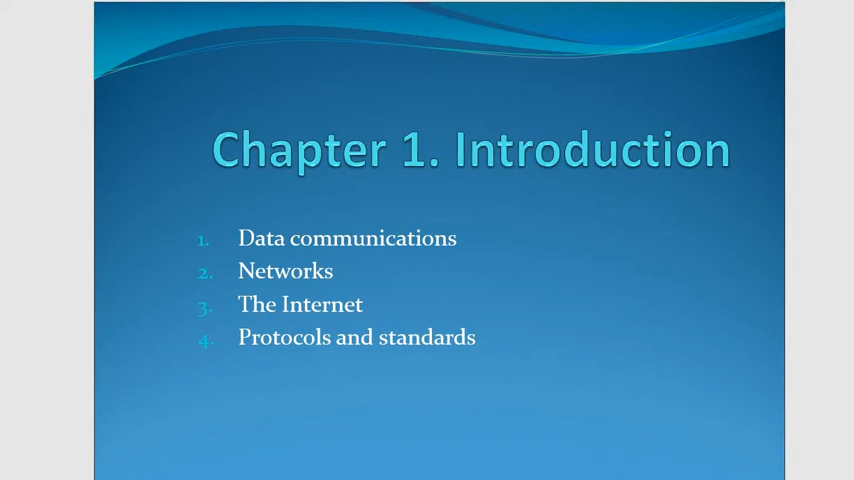 Chapter 1. Introduction
1. Data communications
2. Networks
3. The Internet
4. Protocols and standards